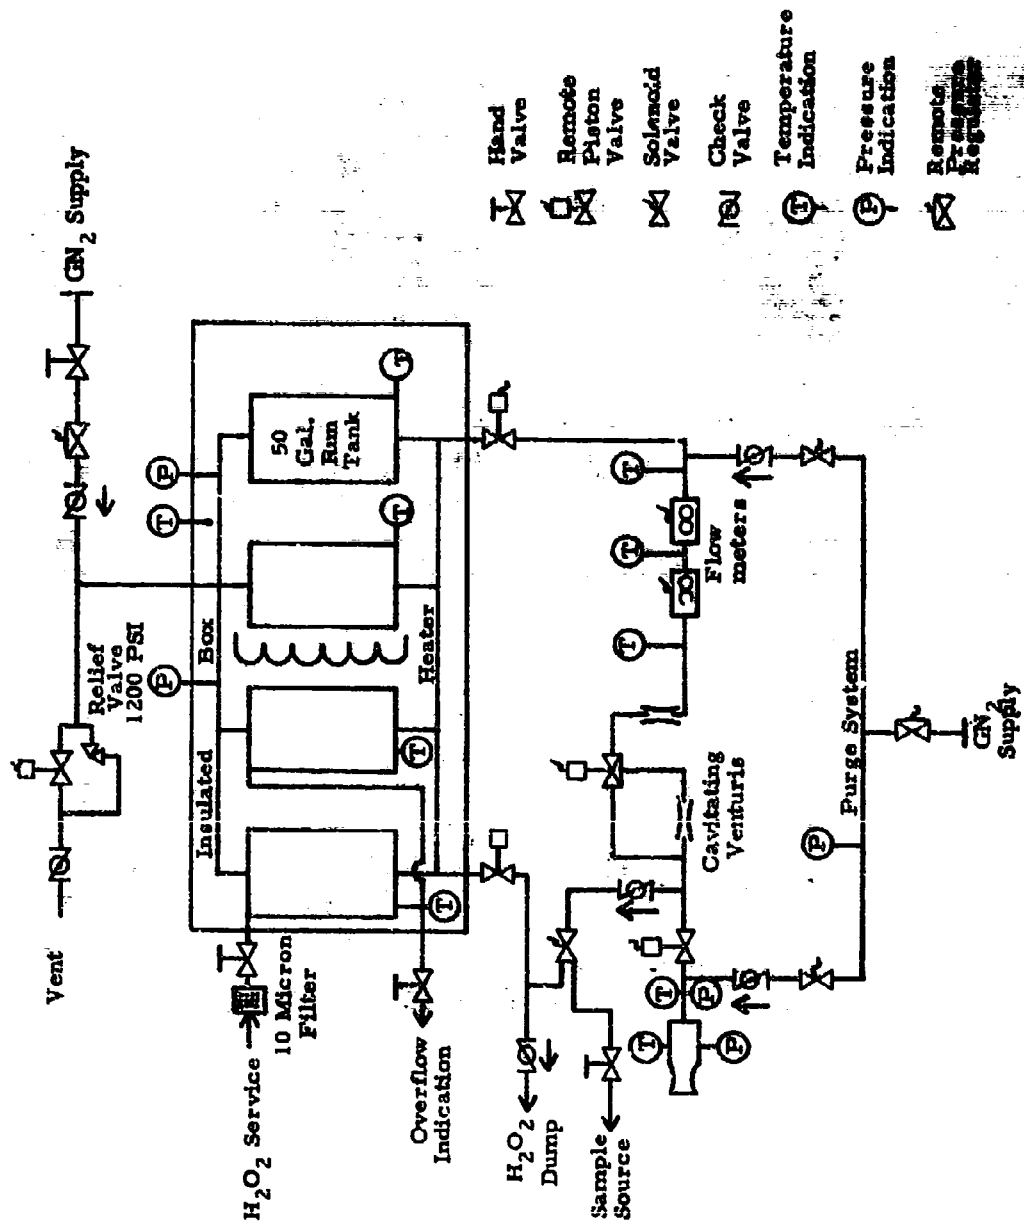 Vent
Relief
Valve
1200 PSI
GN2 Supply
H2O2 Service
10 Micron
Filter
Insulated
Box
P
T
P
50
Gal.
Run
Tank
Heater
T
T
T
T
Overflow
Indication
H2O2
Dump
Sample
Source
Cavitating
Venturis
Flow
meters
T
T
T
T
P
T
P
P
Purge System
GN2
Supply
Hand
Valve
Remote
Piston
Valve
Solenoid
Valve
Check
Valve
T
Temperature
Indication
P
Pressure
Indication
Remote
Pressure
Regulator